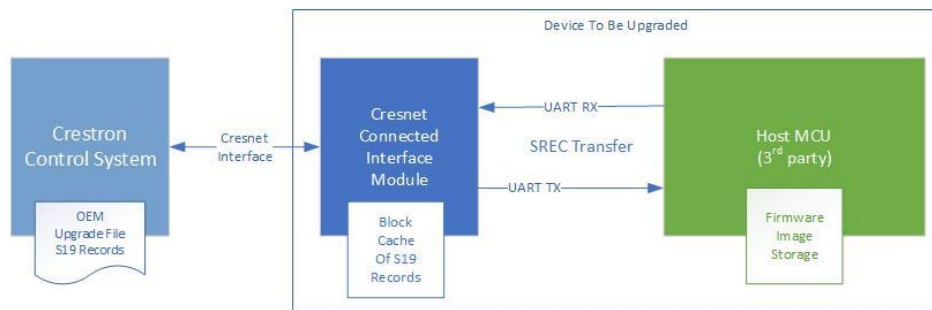 Device To Be Upgraded
Crestron
Control System
OEM
Upgrade File
S19 Records
Cresnet
Interface
Cresnet
Connected
Interface
Module
Block
Cache
Of S19
Records
UART RX
SREC Transfer
UART TX
Host MCU
(3rd party)
Firmware
Image
Storage